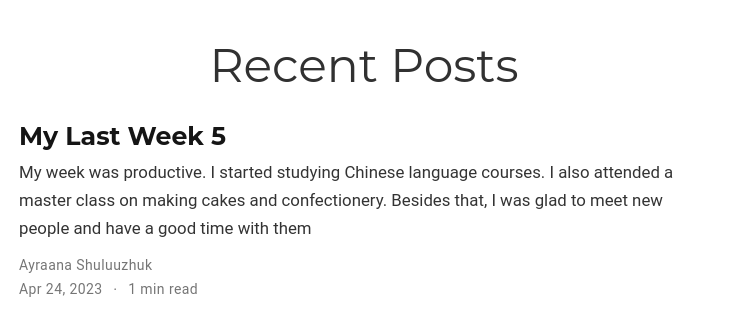 Recent Posts
My Last Week 5
My week was productive. I started studying Chinese language courses. I also attended a
master class on making cakes and confectionery. Besides that, I was glad to meet new
people and have a good time with them
Ayraana Shuluuzhuk
Apr 24, 2023 · 1 min read